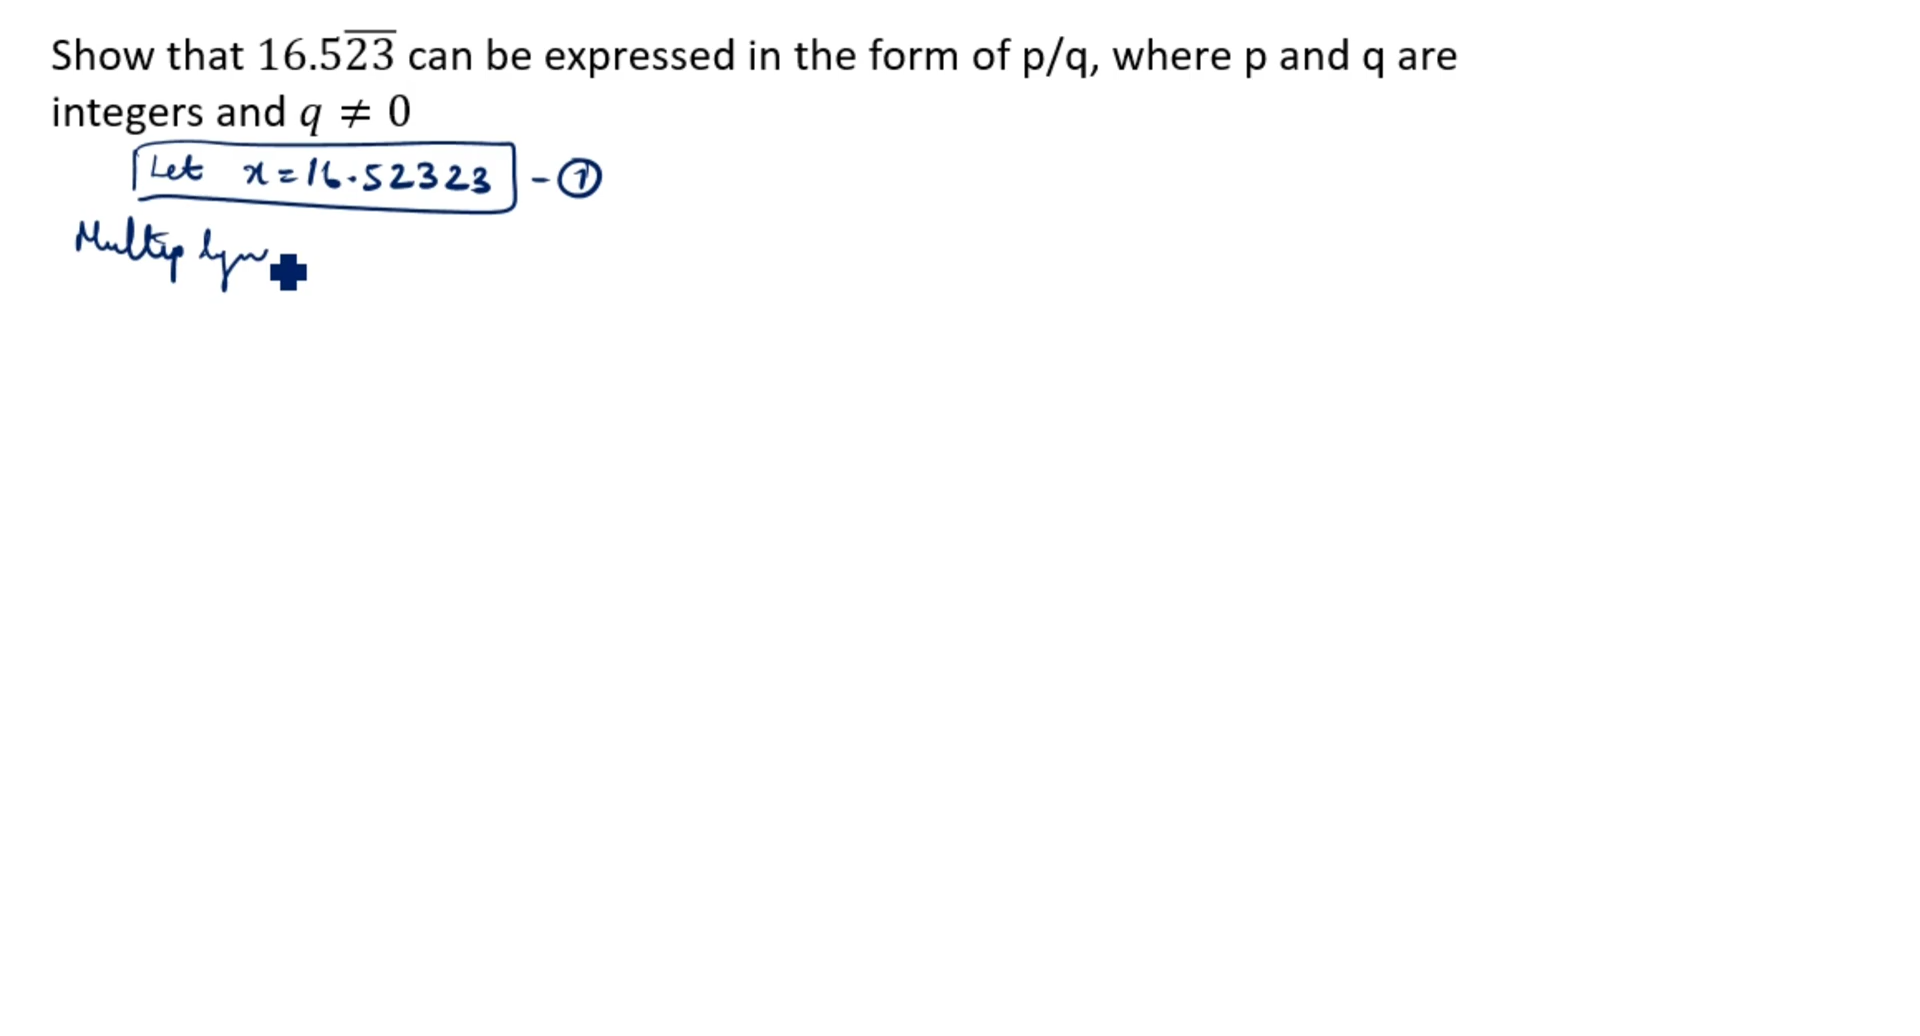 Show that 16.5\overline{23} can be expressed in the form of p/q, where p and q are
integers and q ≠ 0
Let x = 16.52323 - ①
Multiplyin